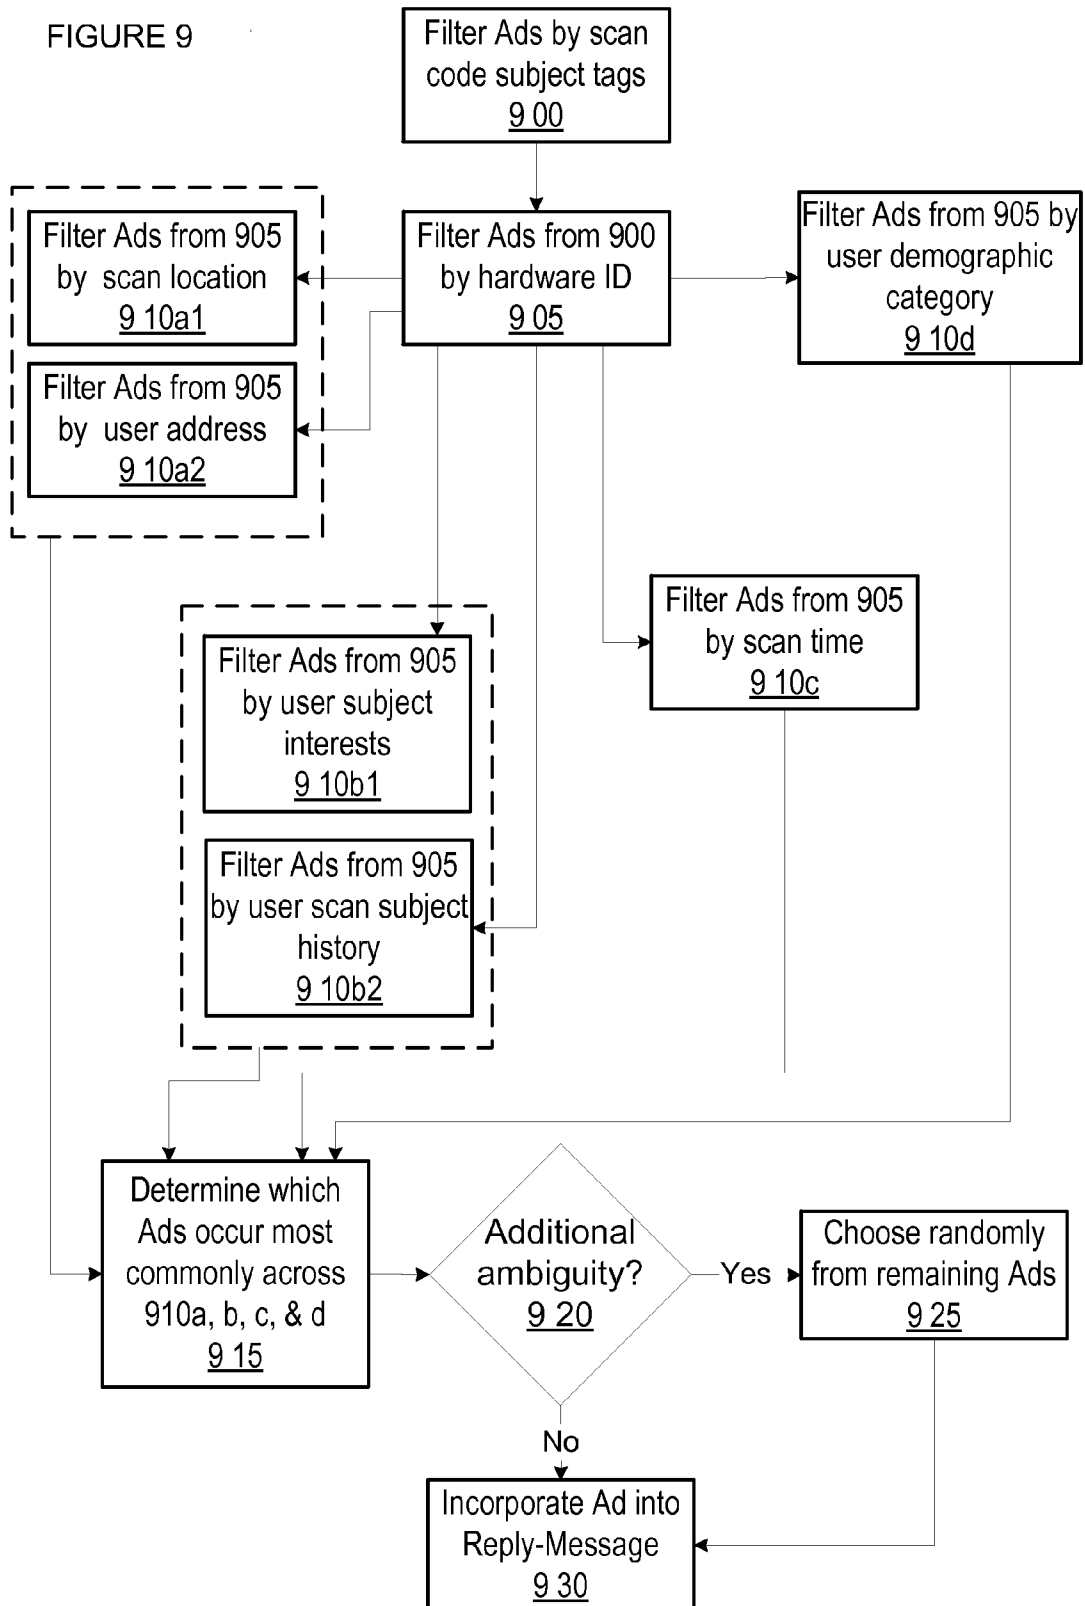 FIGURE 9
Filter Ads by scan
code subject tags
9 00
Filter Ads from 905
by scan location
9 10a1
Filter Ads from 900
by hardware ID
9 05
Filter Ads from 905 by
user demographic
category
9 10d
Filter Ads from 905
by user address
9 10a2
Filter Ads from 905
by scan time
9 10c
Filter Ads from 905
by user subject
interests
9 10b1
Filter Ads from 905
by user scan subject
history
9 10b2
Determine which
Ads occur most
commonly across
910a, b, c, & d
9 15
Additional
ambiguity?
9 20
Yes
Choose randomly
from remaining Ads
9 25
No
Incorporate Ad into
Reply-Message
9 30